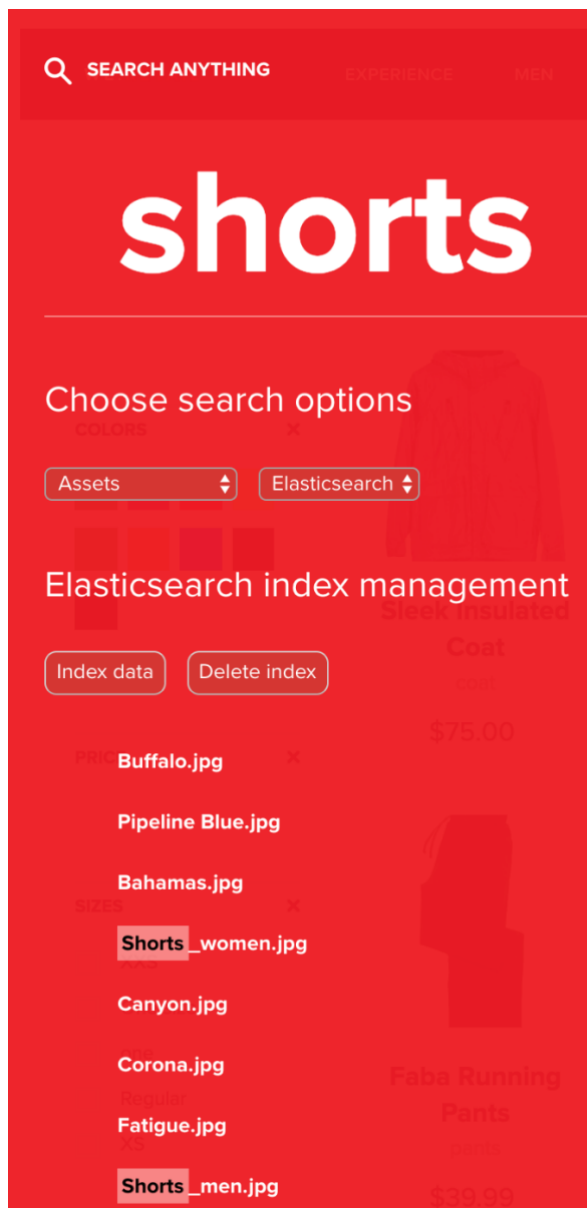 SEARCH ANYTHING
EXPERIENCE
MEN
shorts
Choose search options
COLORS
Assets
Elasticsearch
Elasticsearch index management
Sleek Insulated
Coat
coat
Index data
Delete index
$75.00
PRIC
Buffalo.jpg
Pipeline Blue.jpg
Bahamas.jpg
SIZES
Shorts_women.jpg
XXS
Canyon.jpg
Corona.jpg
Faba Running
Pants
pants
Regular
Fatigue.jpg
XS
Shorts_men.jpg
$39.99